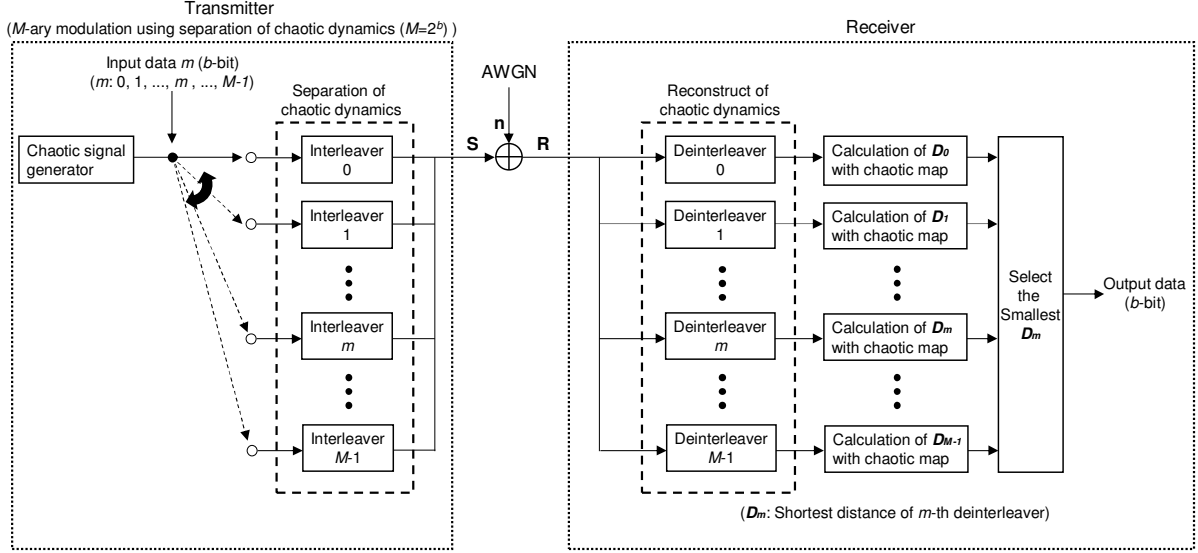 Transmitter
(M-ary modulation using separation of chaotic dynamics (M=2ᵇ) )
Input data m (b-bit)
(m: 0, 1, ..., m , ..., M-1)
Chaotic signal
generator
Separation of
chaotic dynamics
Interleaver
0
Interleaver
1
Interleaver
m
Interleaver
M-1
S
AWGN
n
R
Receiver
Reconstruct of
chaotic dynamics
Deinterleaver
0
Deinterleaver
1
Deinterleaver
m
Deinterleaver
M-1
Calculation of D0
with chaotic map
Calculation of D1
with chaotic map
Calculation of Dm
with chaotic map
Calculation of DM-1
with chaotic map
Select
the
Smallest
Dm
Output data
(b-bit)
(Dm: Shortest distance of m-th deinterleaver)